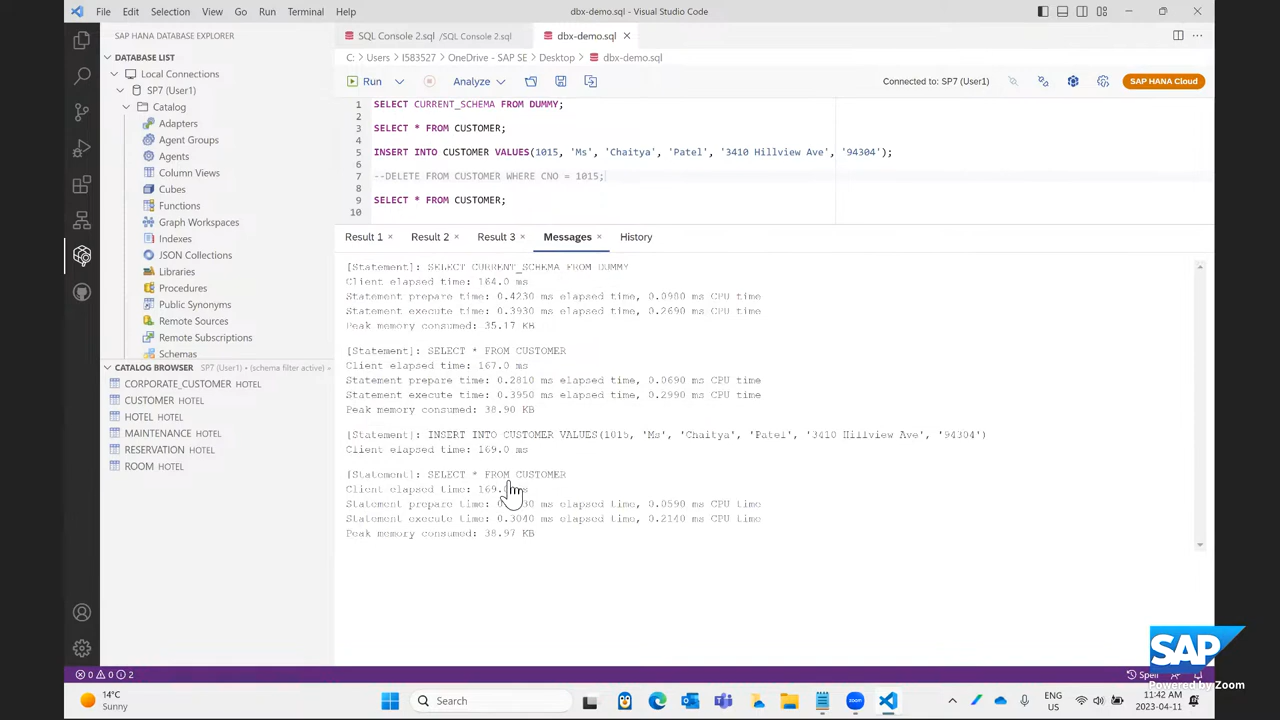 File Edit Selection View Go Run Terminal Help
dbx-demo.sql - Visual Studio Code
SAP HANA DATABASE EXPLORER
SQL Console 2.sql /SQL Console 2.sql
dbx-demo.sql
DATABASE LIST
Local Connections
SP7 (User1)
Catalog
Adapters
Agent Groups
Agents
Column Views
Cubes
Functions
Graph Workspaces
Indexes
JSON Collections
Libraries
Procedures
Public Synonyms
Remote Sources
Remote Subscriptions
Schemas
CATALOG BROWSER SP7 (User1) • (schema filter active) •
CORPORATE_CUSTOMER HOTEL
CUSTOMER HOTEL
HOTEL HOTEL
MAINTENANCE HOTEL
RESERVATION HOTEL
ROOM HOTEL
C: > Users > I583527 > OneDrive - SAP SE > Desktop > dbx-demo.sql
Run Analyze
Connected to: SP7 (User1)
SAP HANA Cloud
1 SELECT CURRENT_SCHEMA FROM DUMMY;
2
3 SELECT * FROM CUSTOMER;
4
5 INSERT INTO CUSTOMER VALUES(1015, 'Ms', 'Chaitya', 'Patel', '3410 Hillview Ave', '94304');
6
7 --DELETE FROM CUSTOMER WHERE CNO = 1015;
8
9 SELECT * FROM CUSTOMER;
10
Result 1 × Result 2 × Result 3 × Messages × History
[Statement]: SELECT CURRENT_SCHEMA FROM DUMMY
Client elapsed time: 164.0 ms
Statement prepare time: 0.4230 ms elapsed time, 0.0980 ms CPU time
Statement execute time: 0.3930 ms elapsed time, 0.2690 ms CPU time
Peak memory consumed: 35.17 KB
[Statement]: SELECT * FROM CUSTOMER
Client elapsed time: 167.0 ms
Statement prepare time: 0.2810 ms elapsed time, 0.0690 ms CPU time
Statement execute time: 0.3950 ms elapsed time, 0.2990 ms CPU time
Peak memory consumed: 38.90 KB
[Statement]: INSERT INTO CUSTOMER VALUES(1015, 'Ms', 'Chaitya', 'Patel', '3410 Hillview Ave', '94304')
Client elapsed time: 169.0 ms
[Statement]: SELECT * FROM CUSTOMER
Client elapsed time: 169. s
Statement prepare time: ms elapsed time, 0.0590 ms CPU time
Statement execute time: 0.3040 ms elapsed time, 0.2140 ms CPU time
Peak memory consumed: 38.97 KB
0 0 2
Spell
SAP
Powered by Zoom
14°C
Sunny
Search
ENG
CA
11:42 AM
2023-04-11